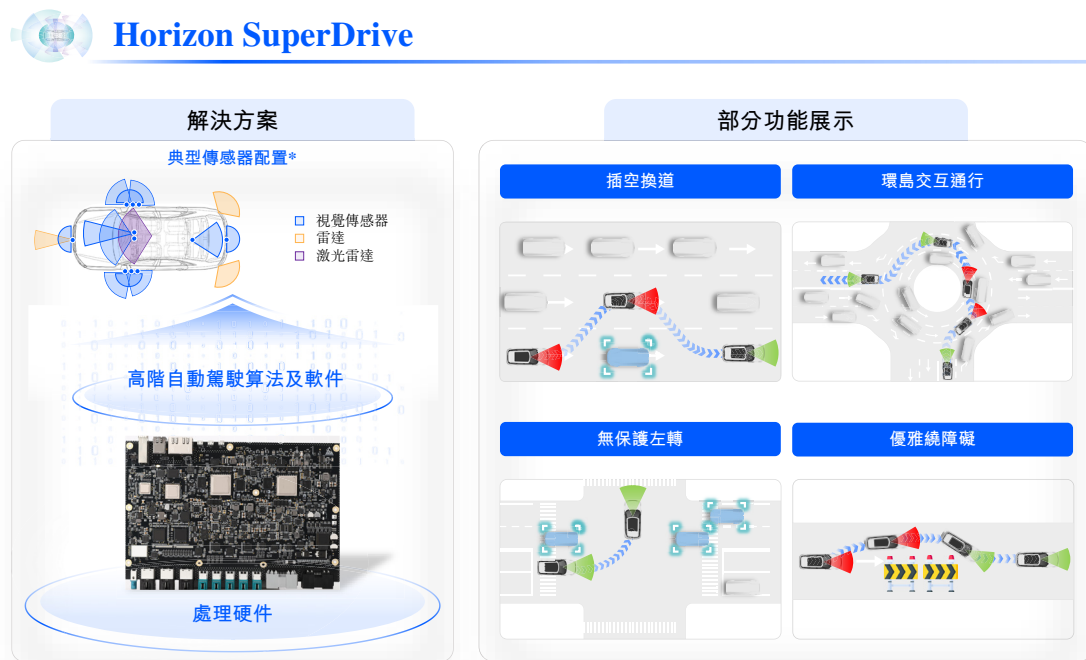 Horizon SuperDrive
解決方案
典型傳感器配置*
視覺傳感器
雷達
激光雷達
高階自動駕駛算法及軟件
處理硬件
部分功能展示
插空換道
環島交互通行
無保護左轉
優雅繞障礙